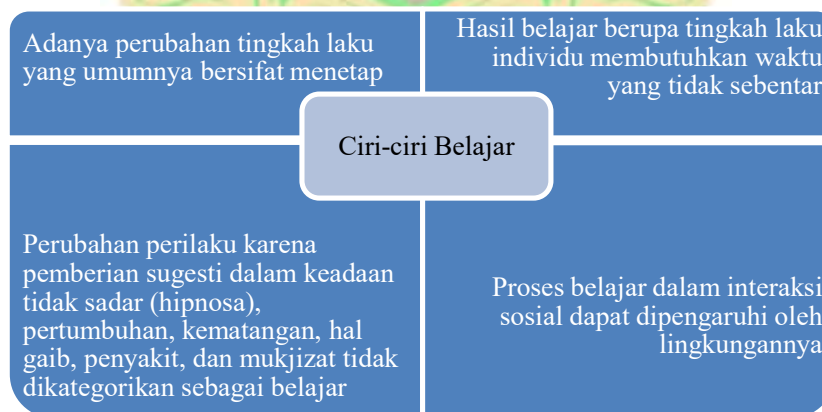 Adanya perubahan tingkah laku
yang umumnya bersifat menetap
Hasil belajar berupa tingkah laku
individu membutuhkan waktu
yang tidak sebentar
Ciri-ciri Belajar
Perubahan perilaku karena
pemberian sugesti dalam keadaan
tidak sadar (hipnosa),
pertumbuhan, kematangan, hal
gaib, penyakit, dan mukjizat tidak
dikategorikan sebagai belajar
Proses belajar dalam interaksi
sosial dapat dipengaruhi oleh
lingkungannya